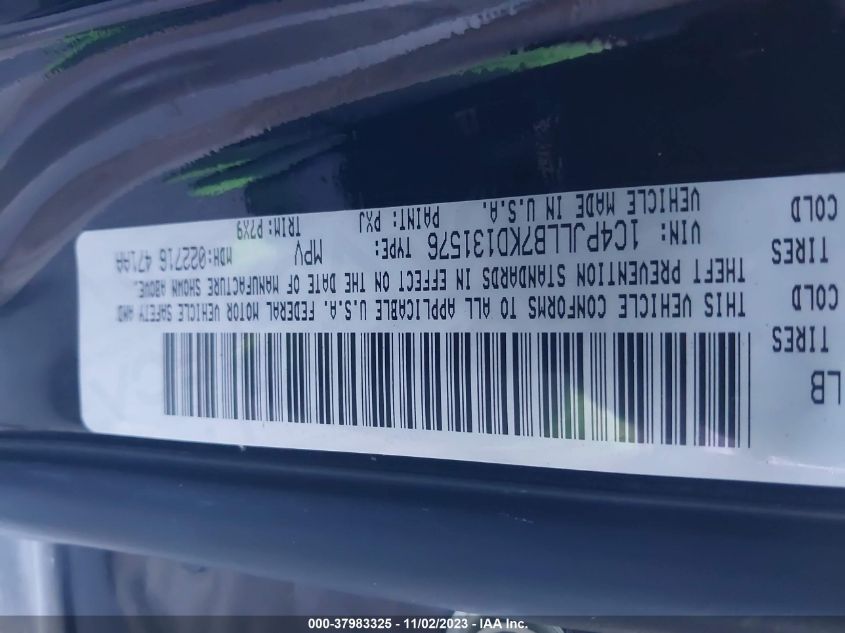 LB
TIRES
COLD
THIS VEHICLE CONFORMS TO ALL APPLICABLE U.S.A. FEDERAL MOTOR VEHICLE SAFETY AND
THEFT PREVENTION STANDARDS IN EFFECT ON THE DATE OF MANUFACTURE SHOWN ABOVE.
TIRES
VIN: 1C4PJLLB7KD131576 TYPE: MPV MDH:022716 471AA
COLD
VEHICLE MADE IN U.S.A. PAINT: PXJ TRIM: P7X9
000-37983325 - 11/02/2023 - © IAA Inc.